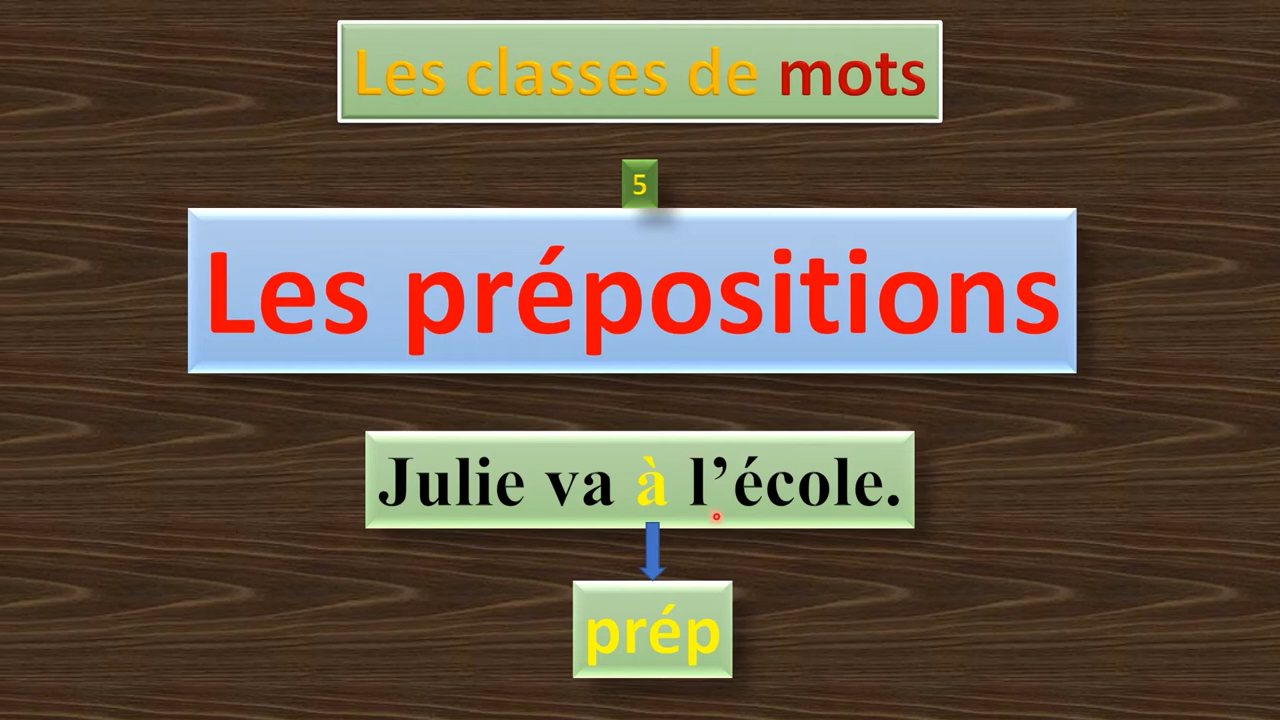 Les classes de mots
5
Les prépositions
Julie va à l’école.
prép